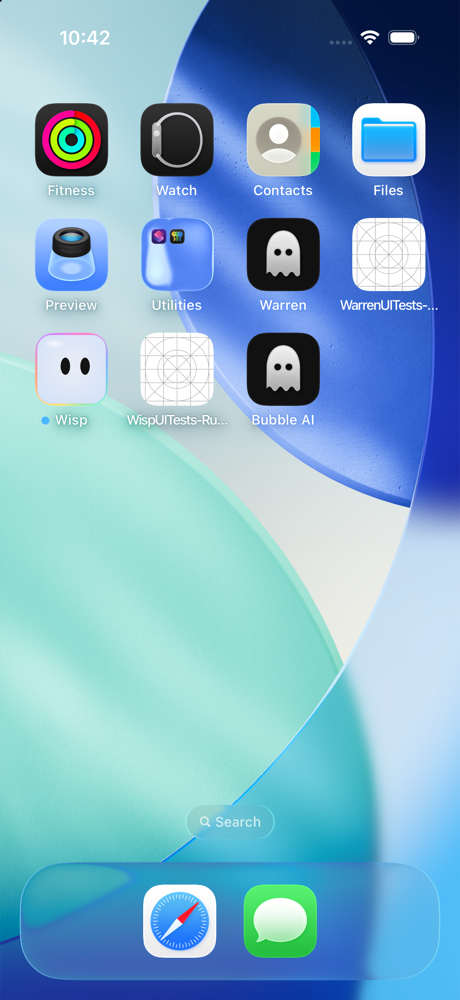 10:42
Fitness Watch Contacts Files
Preview Utilities Warren WarrenUITests-...
Wisp WispUITests-Ru... Bubble AI
Search